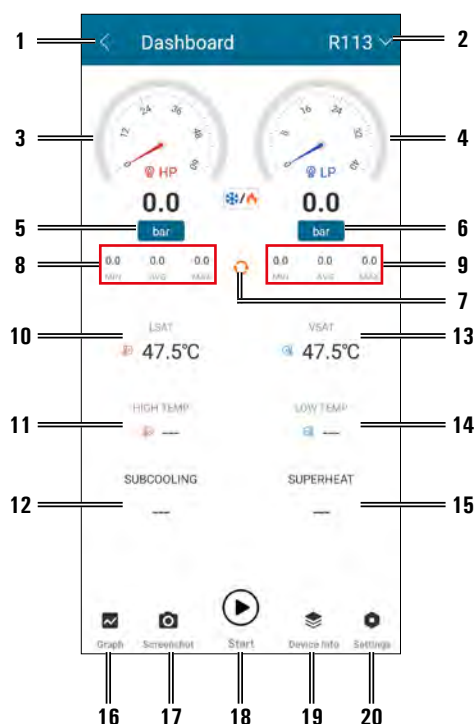 1 Dashboard R113 2
24 36 16 24
3 12 48 8 32 4
0 60 0 40
HP LP
0.0 0.0
5 bar bar 6
8 0.0 0.0 0.0 0.0 0.0 0.0 9
MIN AVG MAX MIN AVG MAX
7
10 LSAT VSAT 13
47.5°C 47.5°C
11 HIGH TEMP LOW TEMP 14
--- ---
12 SUBCOOLING SUPERHEAT 15
--- ---
Graph Screenshot Start Device Info Settings
16 17 18 19 20